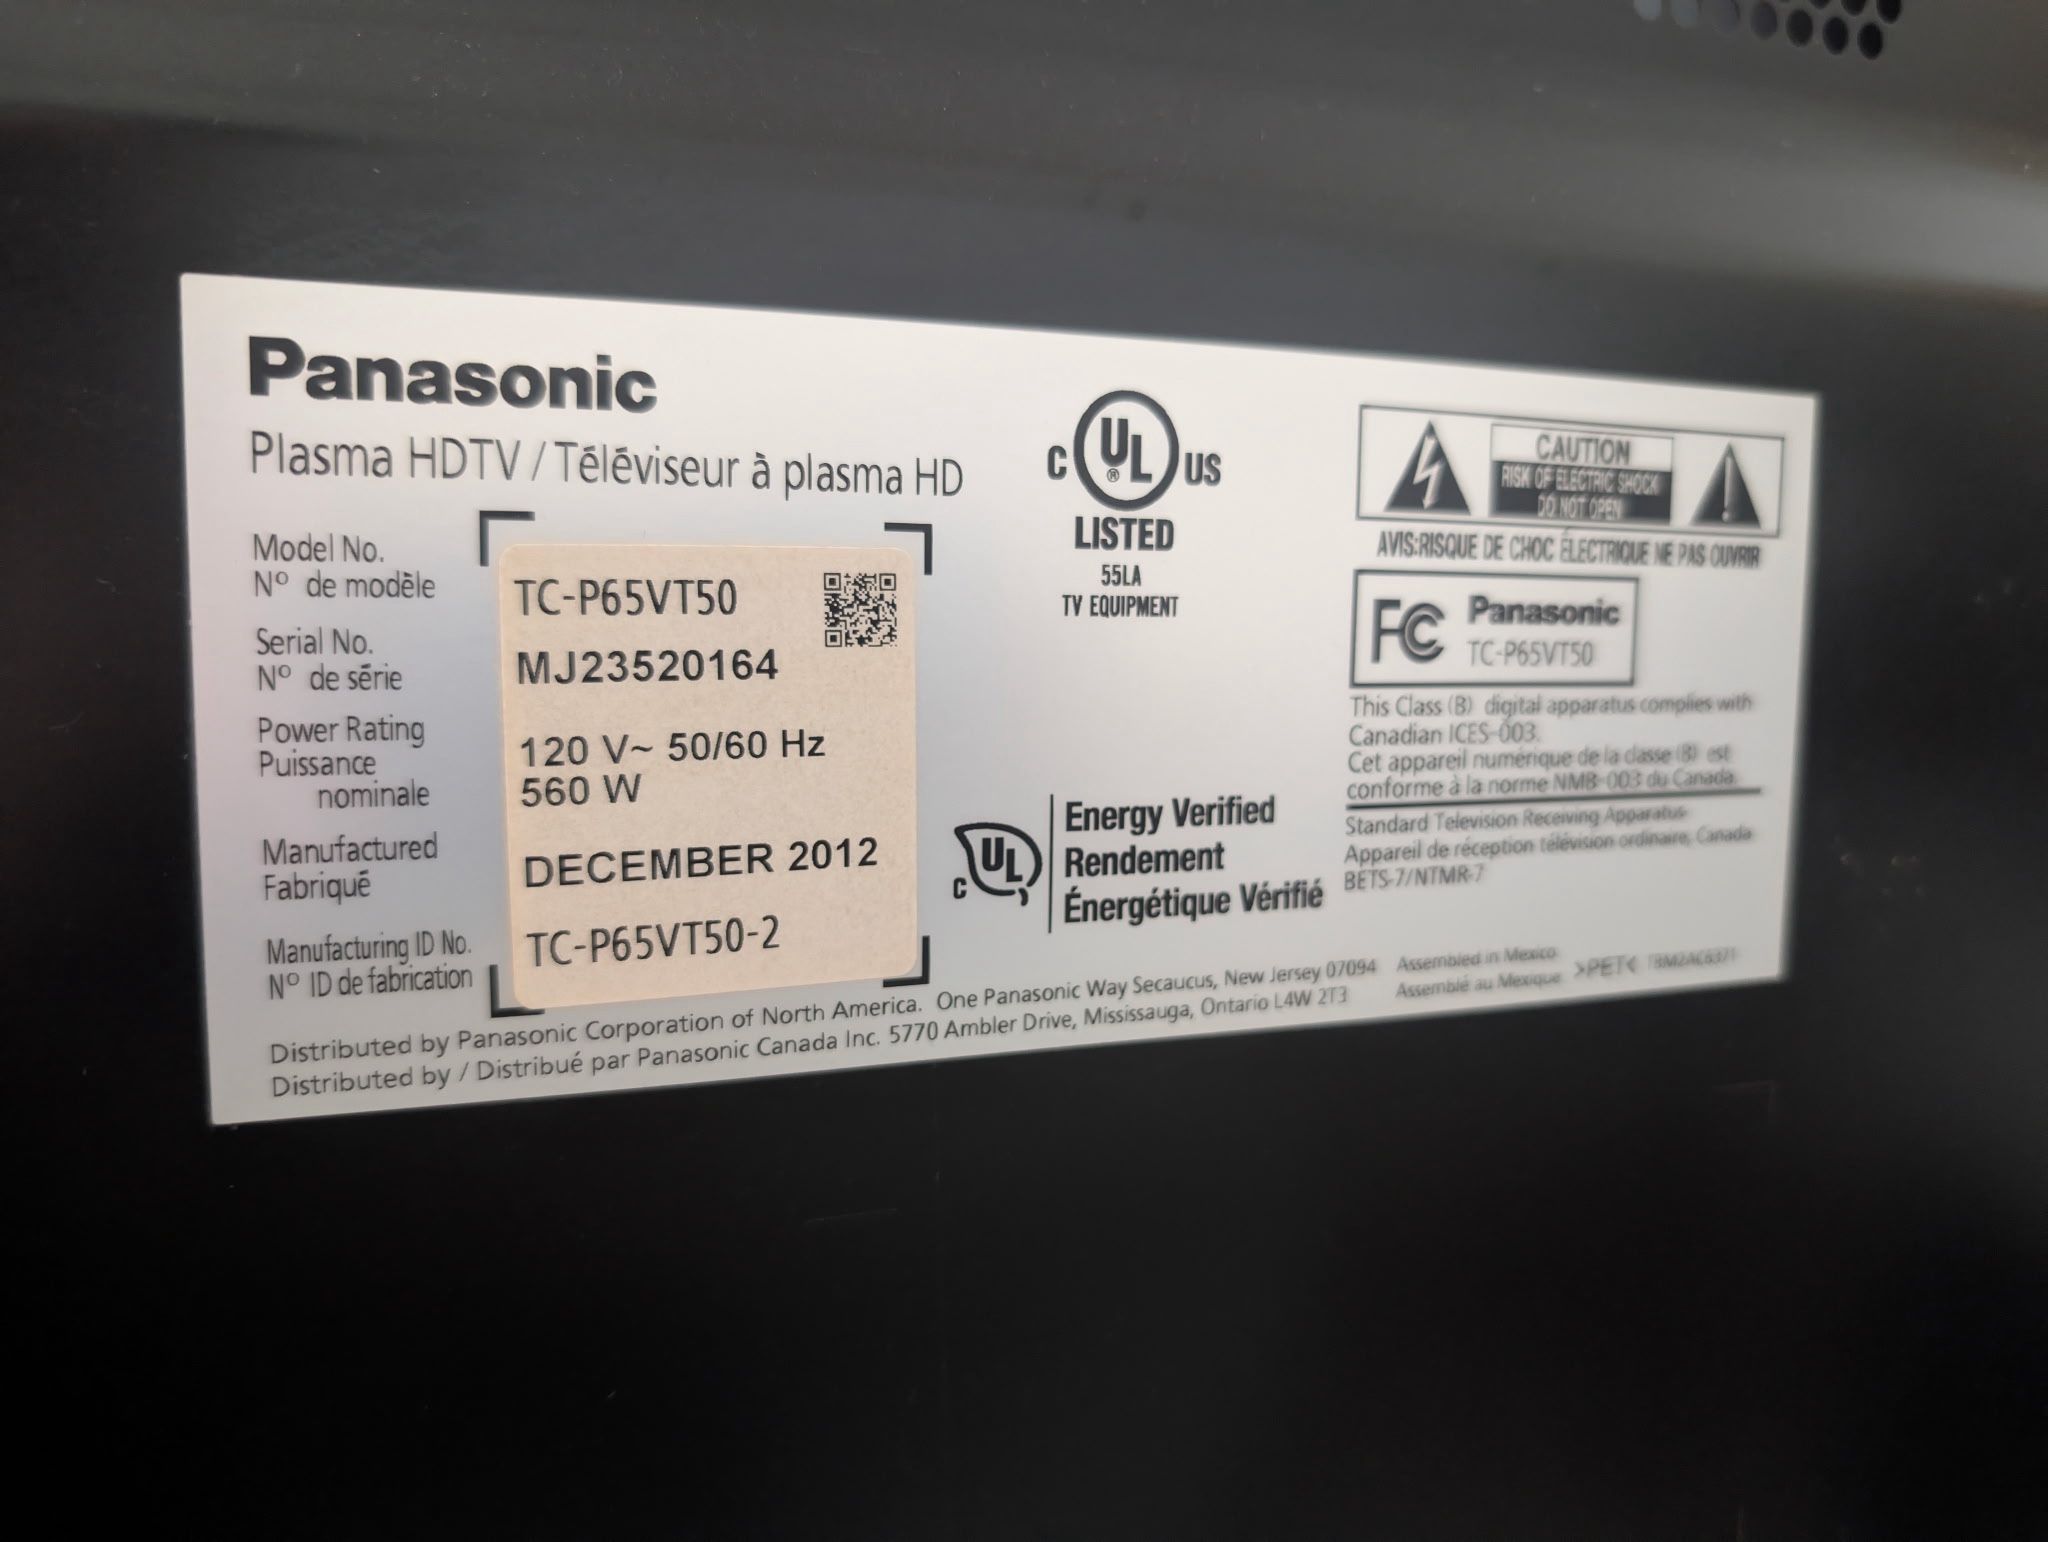 Panasonic
Plasma HDTV / Téléviseur à plasma HD
Model No.
Nº de modèle
TC-P65VT50
Serial No.
Nº de série
MJ23520164
Power Rating
Puissance
nominale
120 V~ 50/60 Hz
560 W
Manufactured
Fabriqué
DECEMBER 2012
Manufacturing ID No.
Nº ID de fabrication
TC-P65VT50-2
C UL ® US
LISTED
55LA
TV EQUIPMENT
C UL
Energy Verified
Rendement
Énergétique Vérifié
CAUTION
RISK OF ELECTRIC SHOCK
DO NOT OPEN
AVIS:RISQUE DE CHOC ÉLECTRIQUE NE PAS OUVRIR
FC Panasonic
TC-P65VT50
This Class (B) digital apparatus complies with
Canadian ICES-003.
Cet appareil numérique de la classe (B) est
conforme à la norme NMB-003 du Canada.
Standard Television Receiving Apparatus
Appareil de réception télévision ordinaire, Canada
BETS-7/NTMR-7
Distributed by Panasonic Corporation of North America. One Panasonic Way Secaucus, New Jersey 07094
Distributed by / Distribué par Panasonic Canada Inc. 5770 Ambler Drive, Mississauga, Ontario L4W 2T3
Assembled in Mexico
Assemblé au Mexique
>PET<